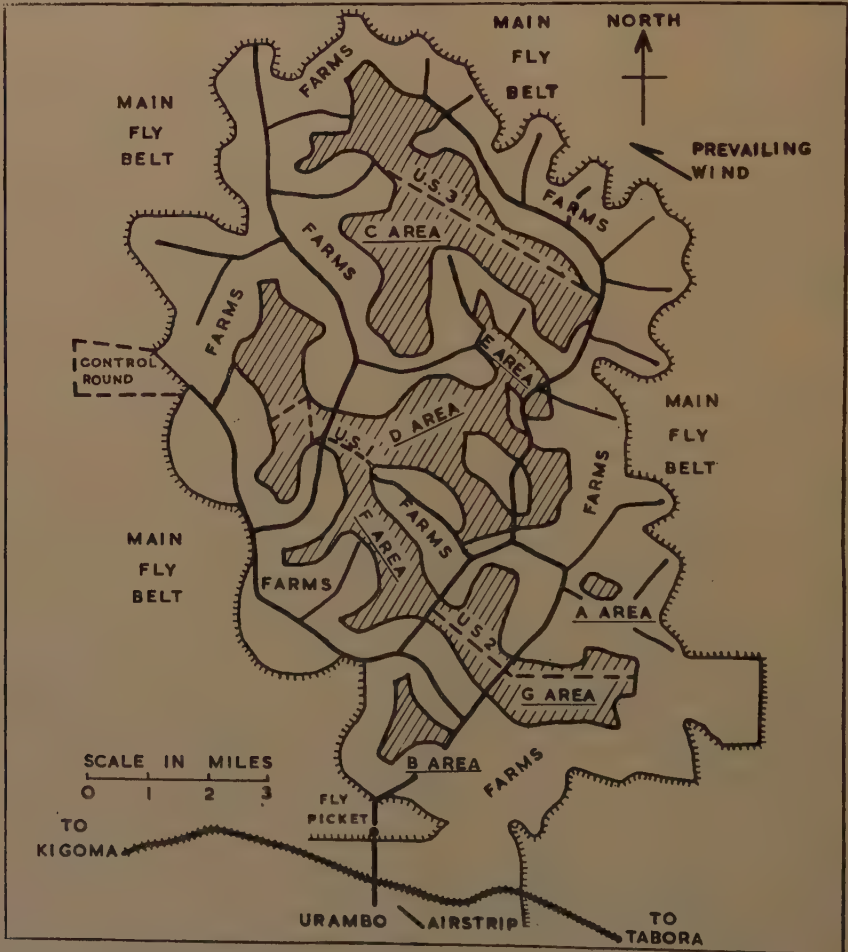 MAIN
FLY
BELT
NORTH
FARMS
MAIN
FLY
BELT
PREVAILING
WIND
U.S.3
FARMS
C AREA
FARMS
FARMS
CONTROL
ROUND
E AREA
MAIN
FLY
BELT
D AREA
U.S.1
FARMS
FARMS
MAIN
FLY
BELT
F AREA
FARMS
A AREA
U.S.2
G AREA
SCALE IN MILES
0 1 2 3
B AREA
FARMS
FLY
PICKET
TO
KIGOMA
URAMBO
AIRSTRIP
TO
TABORA